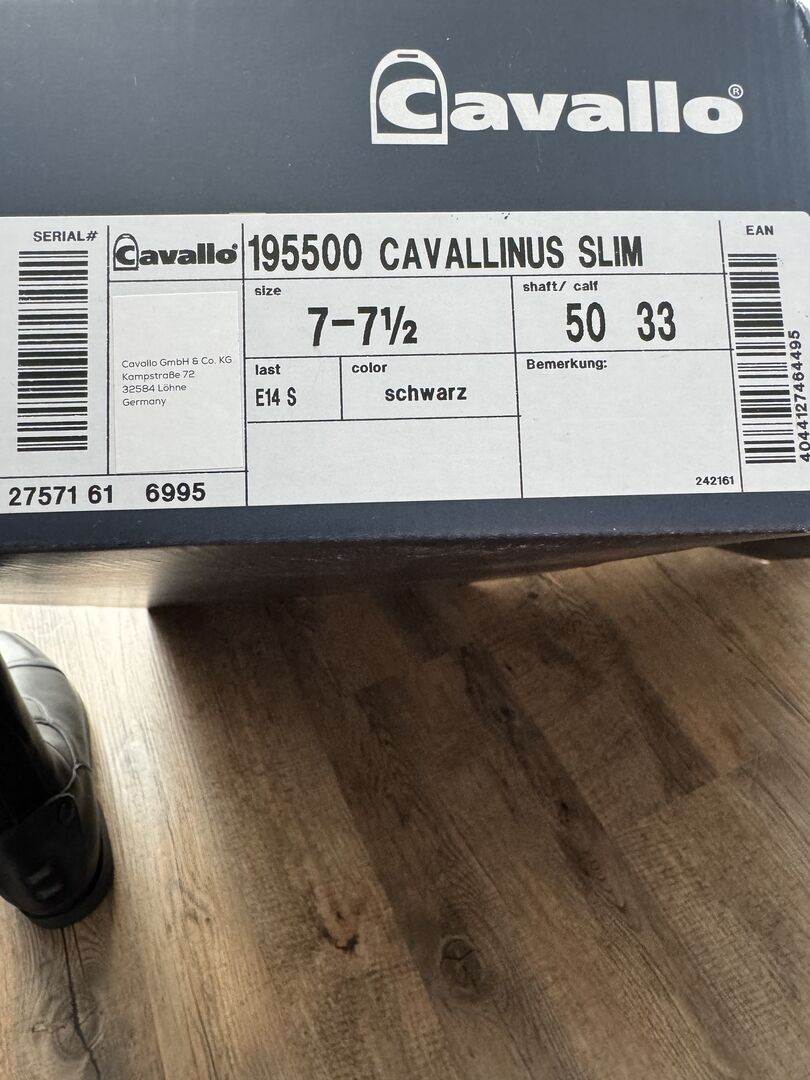 Cavallo®
SERIAL#
Cavallo®
195500 CAVALLINUS SLIM
EAN
size
7-7½
shaft/ calf
50 33
Cavallo GmbH & Co. KG
Kampstraße 72
32584 Löhne
Germany
last
E14 S
color
schwarz
Bemerkung:
4044127464495
27571 61 6995
242161